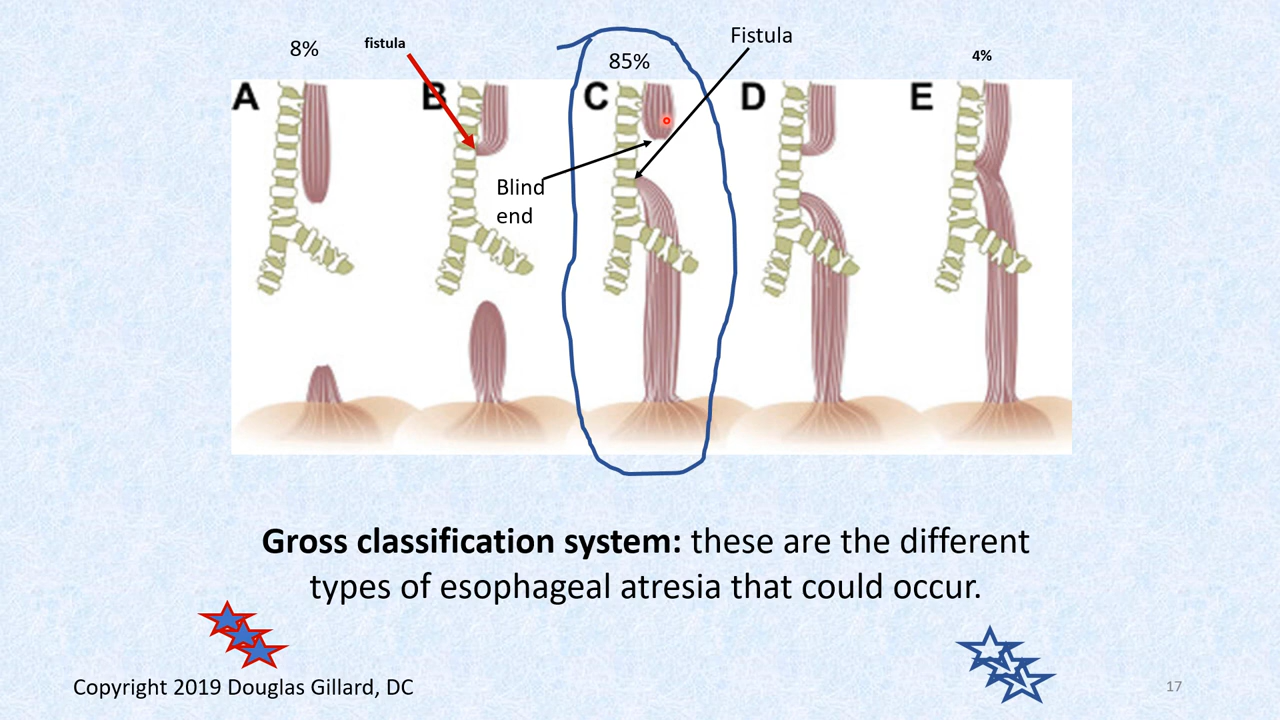 8%
fistula
85%
Fistula
4%
A
B
C
D
E
Blind
end
Gross classification system: these are the different
types of esophageal atresia that could occur.
Copyright 2019 Douglas Gillard, DC
17